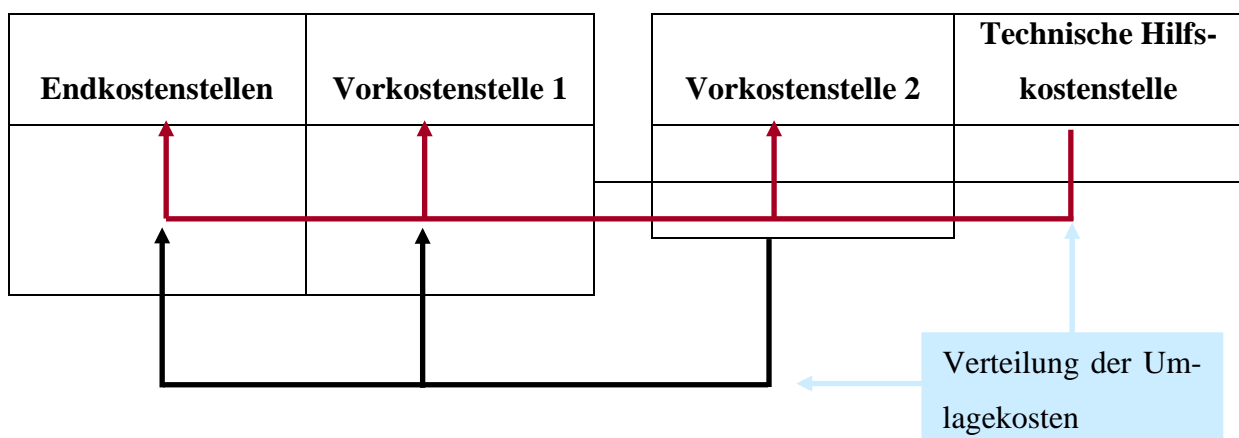 Endkostenstellen
Vorkostenstelle 1
Vorkostenstelle 2
Technische Hilfs-
kostenstelle
Verteilung der Um-
lagekosten